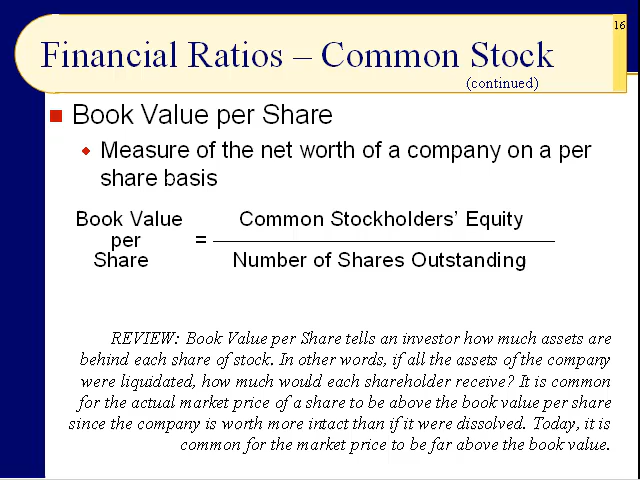 16
Financial Ratios – Common Stock
(continued)
Book Value per Share
Measure of the net worth of a company on a per
share basis
Book Value
per
Share
=
Common Stockholders’ Equity
Number of Shares Outstanding
REVIEW: Book Value per Share tells an investor how much assets are
behind each share of stock. In other words, if all the assets of the company
were liquidated, how much would each shareholder receive? It is common
for the actual market price of a share to be above the book value per share
since the company is worth more intact than if it were dissolved. Today, it is
common for the market price to be far above the book value.